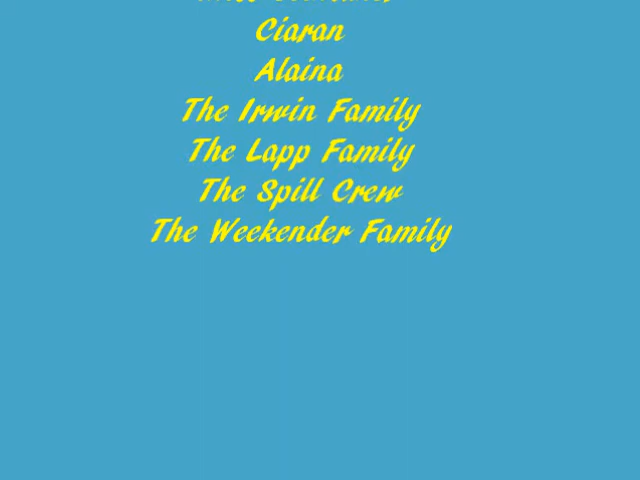 Ciaran
Alaina
The Irwin Family
The Lapp Family
The Spill Crew
The Weekender Family